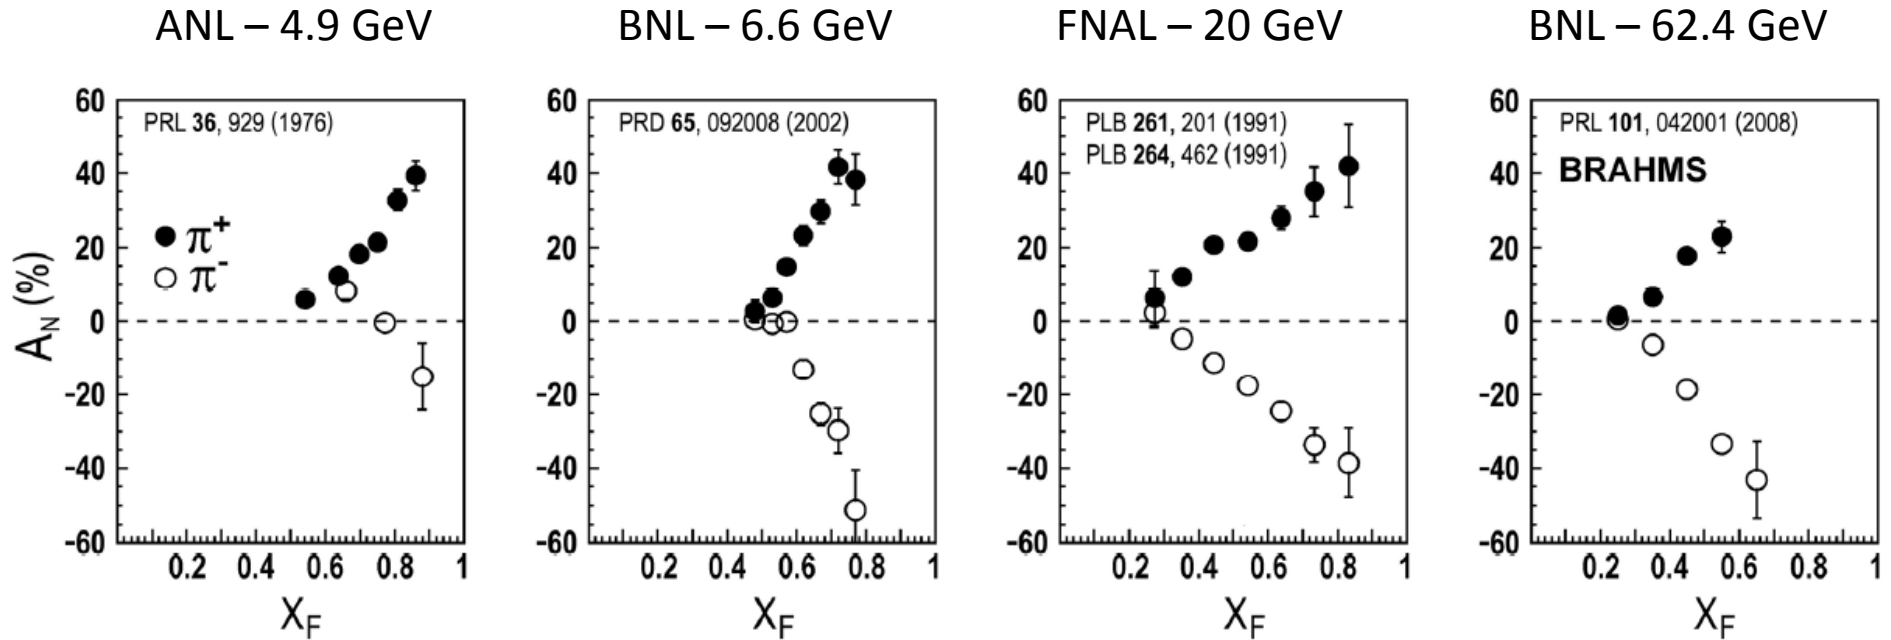 ANL – 4.9 GeV
BNL – 6.6 GeV
FNAL – 20 GeV
BNL – 62.4 GeV
A_N (%)
60
40
20
0
-20
-40
-60
PRL 36, 929 (1976)
π+
π-
0.2 0.4 0.6 0.8 1
X_F
60
40
20
0
-20
-40
-60
PRD 65, 092008 (2002)
0.2 0.4 0.6 0.8 1
X_F
60
40
20
0
-20
-40
-60
PLB 261, 201 (1991)
PLB 264, 462 (1991)
0.2 0.4 0.6 0.8 1
X_F
60
40
20
0
-20
-40
-60
PRL 101, 042001 (2008)
BRAHMS
0.2 0.4 0.6 0.8 1
X_F